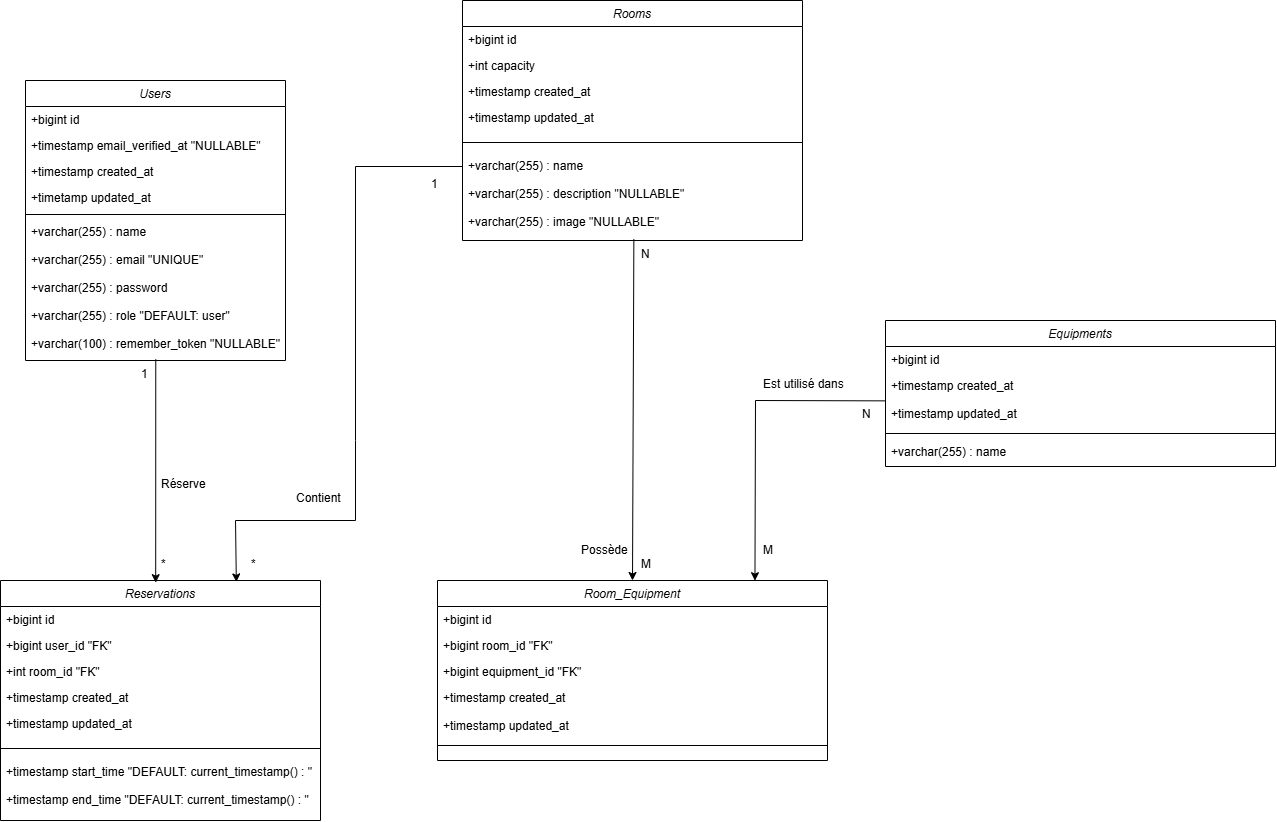 Rooms
+bigint id
+int capacity
+timestamp created_at
+timestamp updated_at
+varchar(255) : name
+varchar(255) : description "NULLABLE"
+varchar(255) : image "NULLABLE"
Users
+bigint id
+timestamp email_verified_at "NULLABLE"
+timestamp created_at
+timetamp updated_at
+varchar(255) : name
+varchar(255) : email "UNIQUE"
+varchar(255) : password
+varchar(255) : role "DEFAULT: user"
+varchar(100) : remember_token "NULLABLE"
1
N
Equipments
+bigint id
+timestamp created_at
+timestamp updated_at
+varchar(255) : name
1
Est utilisé dans
N
Réserve
Contient
*
*
Possède
M
M
Reservations
+bigint id
+bigint user_id "FK"
+int room_id "FK"
+timestamp created_at
+timestamp updated_at
+timestamp start_time "DEFAULT: current_timestamp() : "
+timestamp end_time "DEFAULT: current_timestamp() : "
Room_Equipment
+bigint id
+bigint room_id "FK"
+bigint equipment_id "FK"
+timestamp created_at
+timestamp updated_at